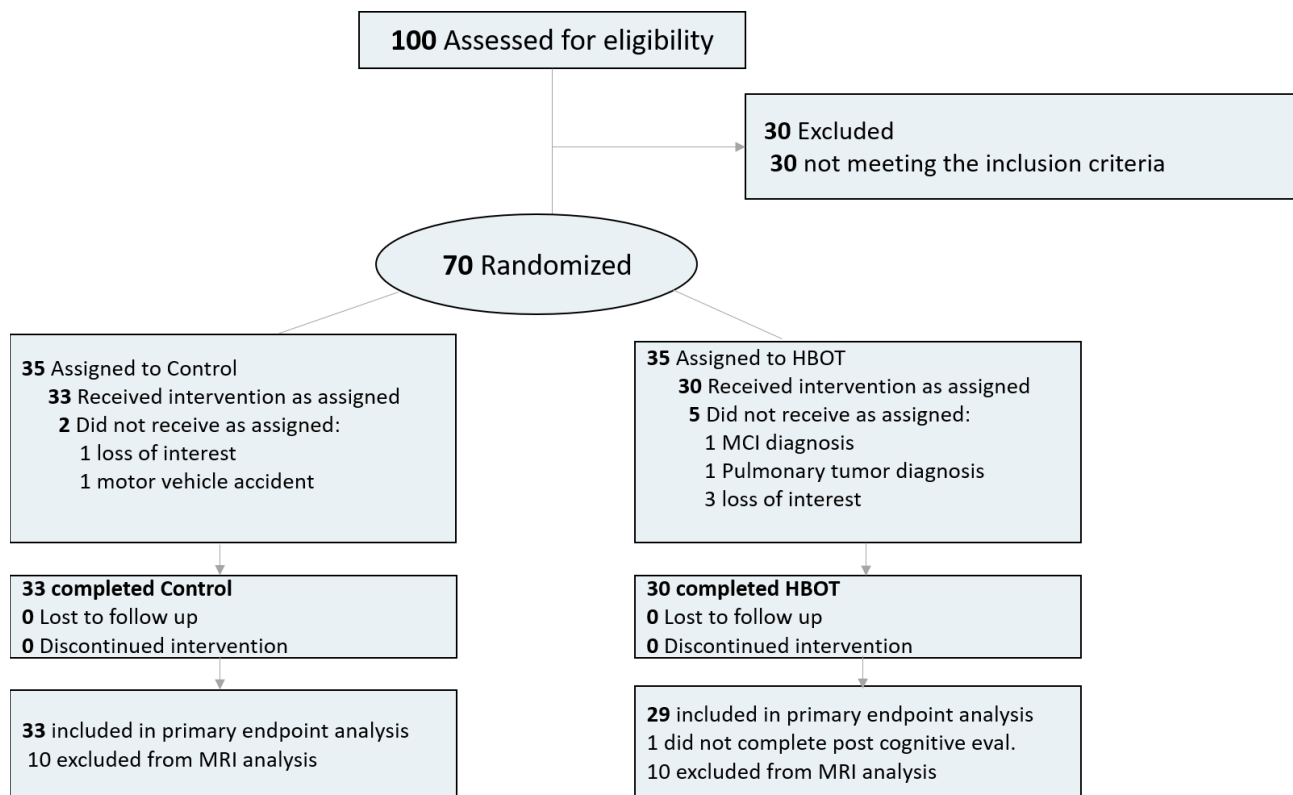 100 Assessed for eligibility
30 Excluded
30 not meeting the inclusion criteria
70 Randomized
35 Assigned to Control
33 Received intervention as assigned
2 Did not receive as assigned:
1 loss of interest
1 motor vehicle accident
35 Assigned to HBOT
30 Received intervention as assigned
5 Did not receive as assigned:
1 MCI diagnosis
1 Pulmonary tumor diagnosis
3 loss of interest
33 completed Control
0 Lost to follow up
0 Discontinued intervention
30 completed HBOT
0 Lost to follow up
0 Discontinued intervention
33 included in primary endpoint analysis
10 excluded from MRI analysis
29 included in primary endpoint analysis
1 did not complete post cognitive eval.
10 excluded from MRI analysis